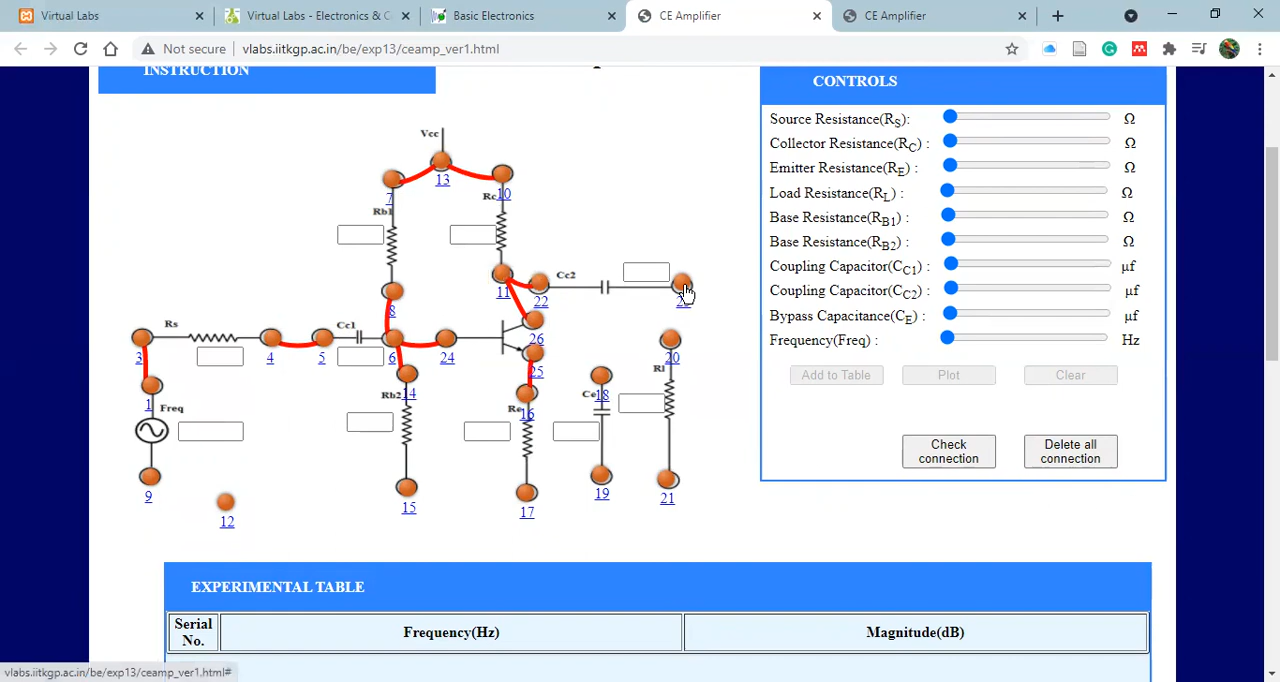 Virtual Labs
Virtual Labs - Electronics & C
Basic Electronics
CE Amplifier
CE Amplifier
Not secure
vlabs.iitkgp.ac.in/be/exp13/ceamp_ver1.html
INSTRUCTION
CONTROLS
Source Resistance(RS): Ω
Collector Resistance(RC) : Ω
Emitter Resistance(RE) : Ω
Load Resistance(RL) : Ω
Base Resistance(RB1) : Ω
Base Resistance(RB2) : Ω
Coupling Capacitor(CC1) : μf
Coupling Capacitor(CC2) : μf
Bypass Capacitance(CE) : μf
Frequency(Freq) : Hz
Add to Table
Plot
Clear
Check
connection
Delete all
connection
Vcc
13
7
Rb1
Rc
10
Cc2
11
22
8
Rs
Cc1
3
4
5
6
24
26
20
25
Rl
1
Freq
Rb2
14
Re
16
Ce
18
9
15
17
19
21
12
EXPERIMENTAL TABLE
Serial
No.
Frequency(Hz)
Magnitude(dB)
vlabs.iitkgp.ac.in/be/exp13/ceamp_ver1.html#